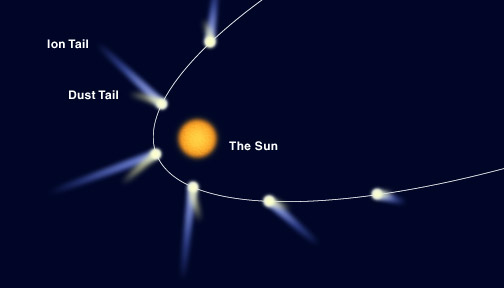 Ion Tail
Dust Tail
The Sun